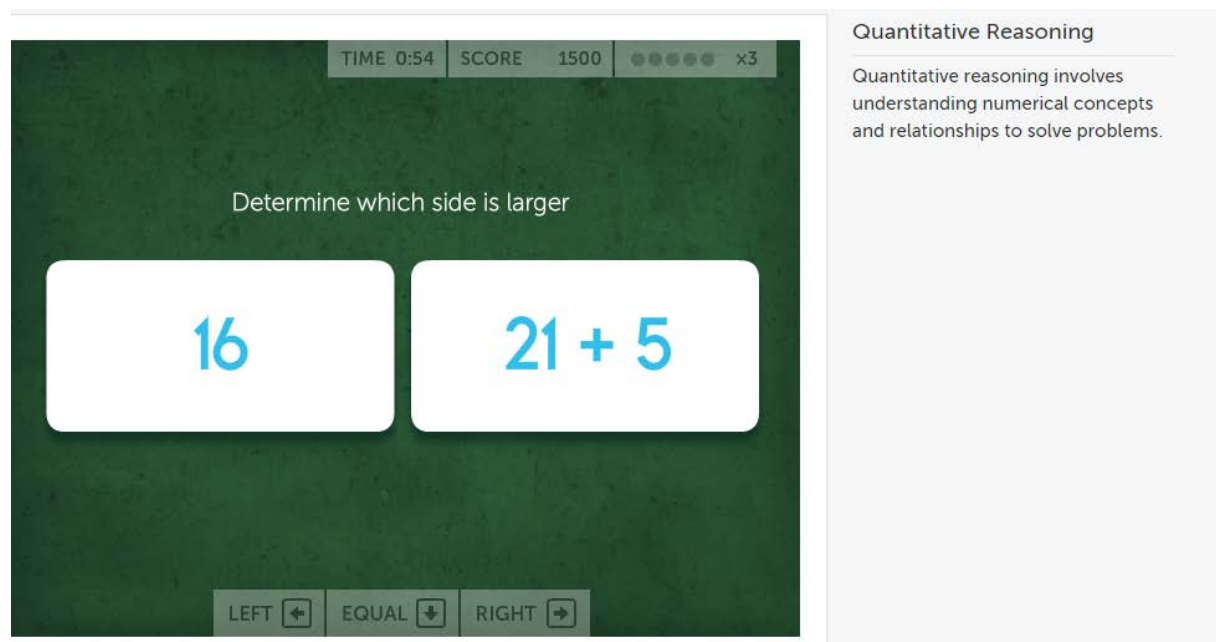 TIME 0:54 SCORE 1500 x3
Determine which side is larger
16
21 + 5
LEFT EQUAL RIGHT
Quantitative Reasoning
Quantitative reasoning involves
understanding numerical concepts
and relationships to solve problems.